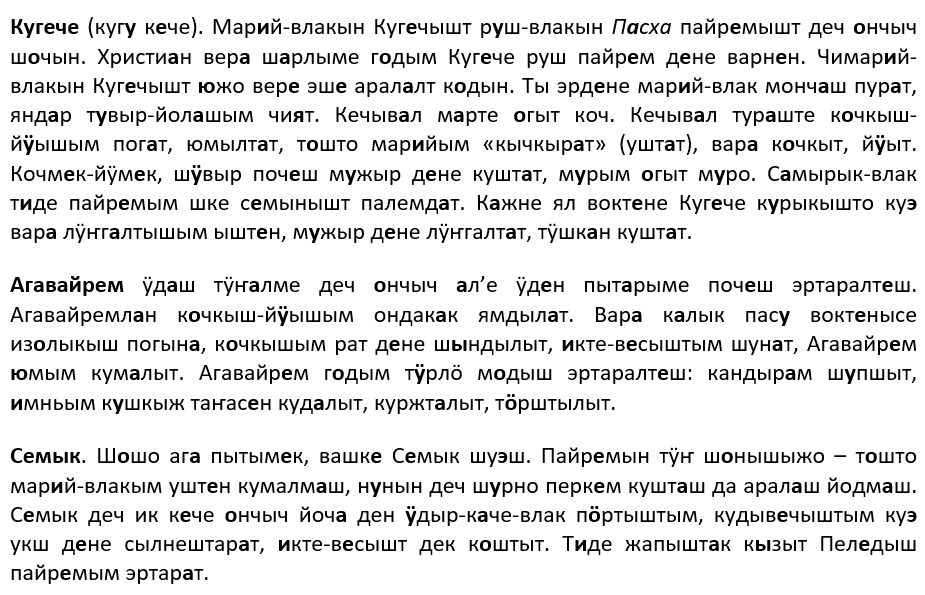 Кугече (кугу кече). Марий-влакын Кугечышт руш-влакын Пасха пайремышт деч ончыч
шочын. Христиан вера шарлыме годым Кугече руш пайрем дене варнен. Чимарий-
влакын Кугечышт южо вере эше аралалт кодын. Ты эрдене марий-влак мончаш пурат,
яндар тувыр-йолашым чият. Кечывал марте огыт коч. Кечывал тураште кочкыш-
йӱышым погат, юмылтат, тошто марийым «кычкырат» (уштат), вара кочкыт, йӱыт.
Кочмек-йӱмек, шӱвыр почеш мужыр дене куштат, мурым огыт муро. Самырык-влак
тиде пайремым шке семынышт палемдат. Кажне ял воктене Кугече курыкышто куэ
вара лӱҥгалтышым ыштен, мужыр дене лӱҥгалтат, тӱшкан куштат.
Агавайрем ӱдаш тӱҥалме деч ончыч ал’е ӱден пытарыме почеш эртаралтеш.
Агавайремлан кочкыш-йӱышым ондакак ямдылат. Вара калык пасу воктенысе
изолыкыш погына, кочкышым рат дене шындылыт, икте-весыштым шунат, Агавайрем
юмым кумалыт. Агавайрем годым тӱрлӧ модыш эртаралтеш: кандырам шупшыт,
имньым кушкыж таҥасен кудалыт, куржталыт, тӧрштылыт.
Семык. Шошо ага пытымек, вашке Семык шуэш. Пайремын тӱҥ шонышыжо – тошто
марий-влакым уштен кумалмаш, нунын деч шурно перкем кушташ да аралаш йодмаш.
Семык деч ик кече ончыч йоча ден ӱдыр-каче-влак пӧртыштым, кудывечыштым куэ
укш дене сылнештарат, икте-весышт дек коштыт. Тиде жапыштак кызыт Пеледыш
пайремым эртарат.